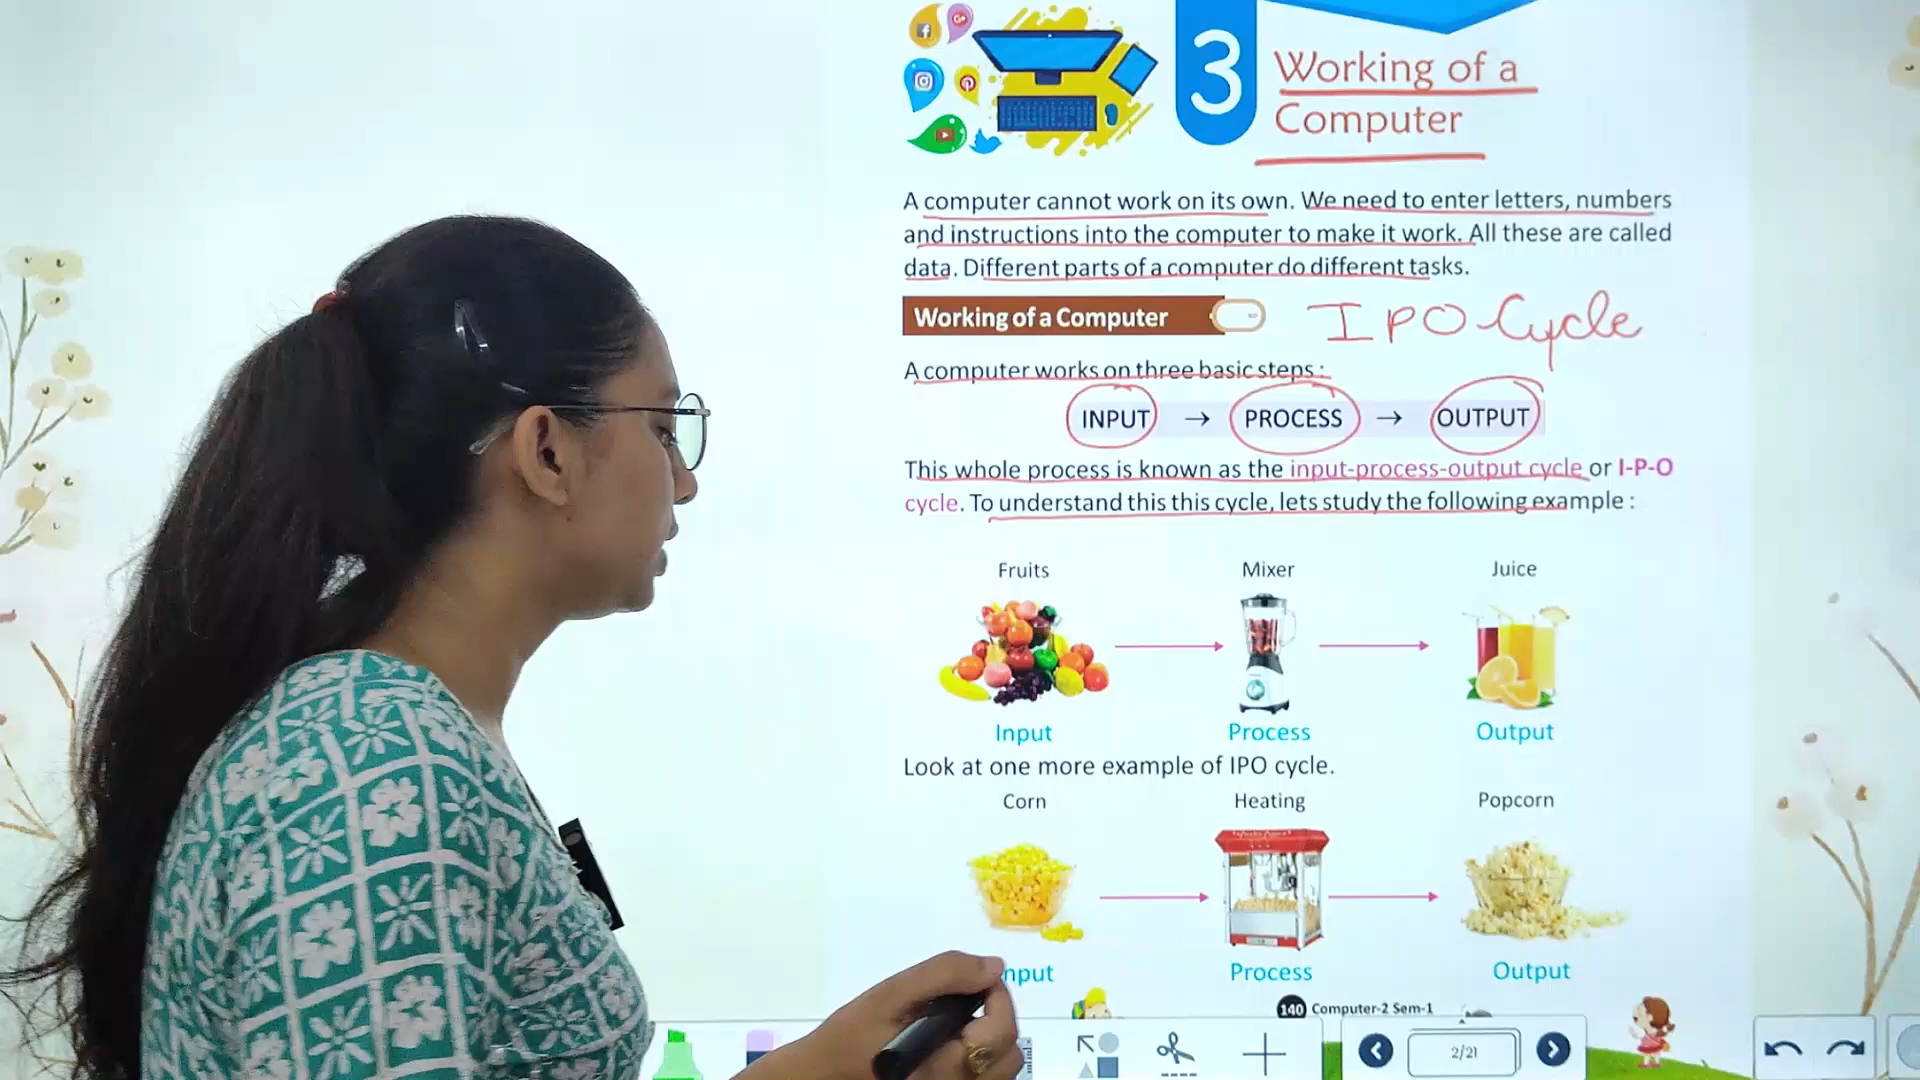 3
Working of a
Computer
A computer cannot work on its own. We need to enter letters, numbers
and instructions into the computer to make it work. All these are called
data. Different parts of a computer do different tasks.
Working of a Computer
IPO Cycle
A computer works on three basic steps :
INPUT → PROCESS → OUTPUT
This whole process is known as the input-process-output cycle or I-P-O
cycle. To understand this this cycle, lets study the following example :
Fruits Mixer Juice
Input Process Output
Look at one more example of IPO cycle.
Corn Heating Popcorn
nput Process Output
140 Computer-2 Sem-1
2/21